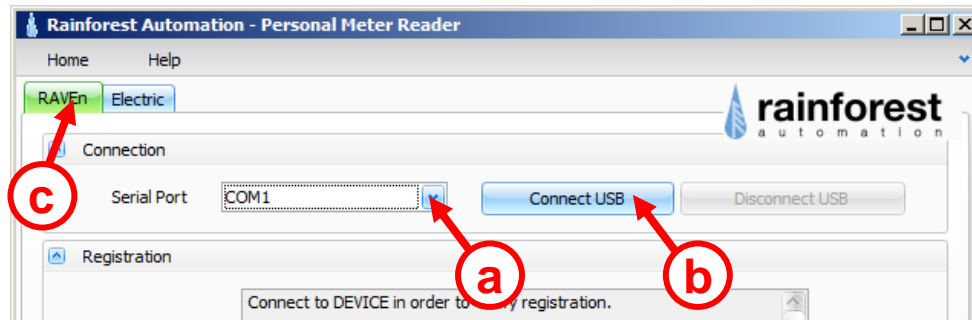 Rainforest Automation - Personal Meter Reader
Home Help
RAVEn Electric
rainforest
automation
Connection
c
Serial Port COM1 Connect USB Disconnect USB
a
b
Registration
Connect to DEVICE in order to registration.